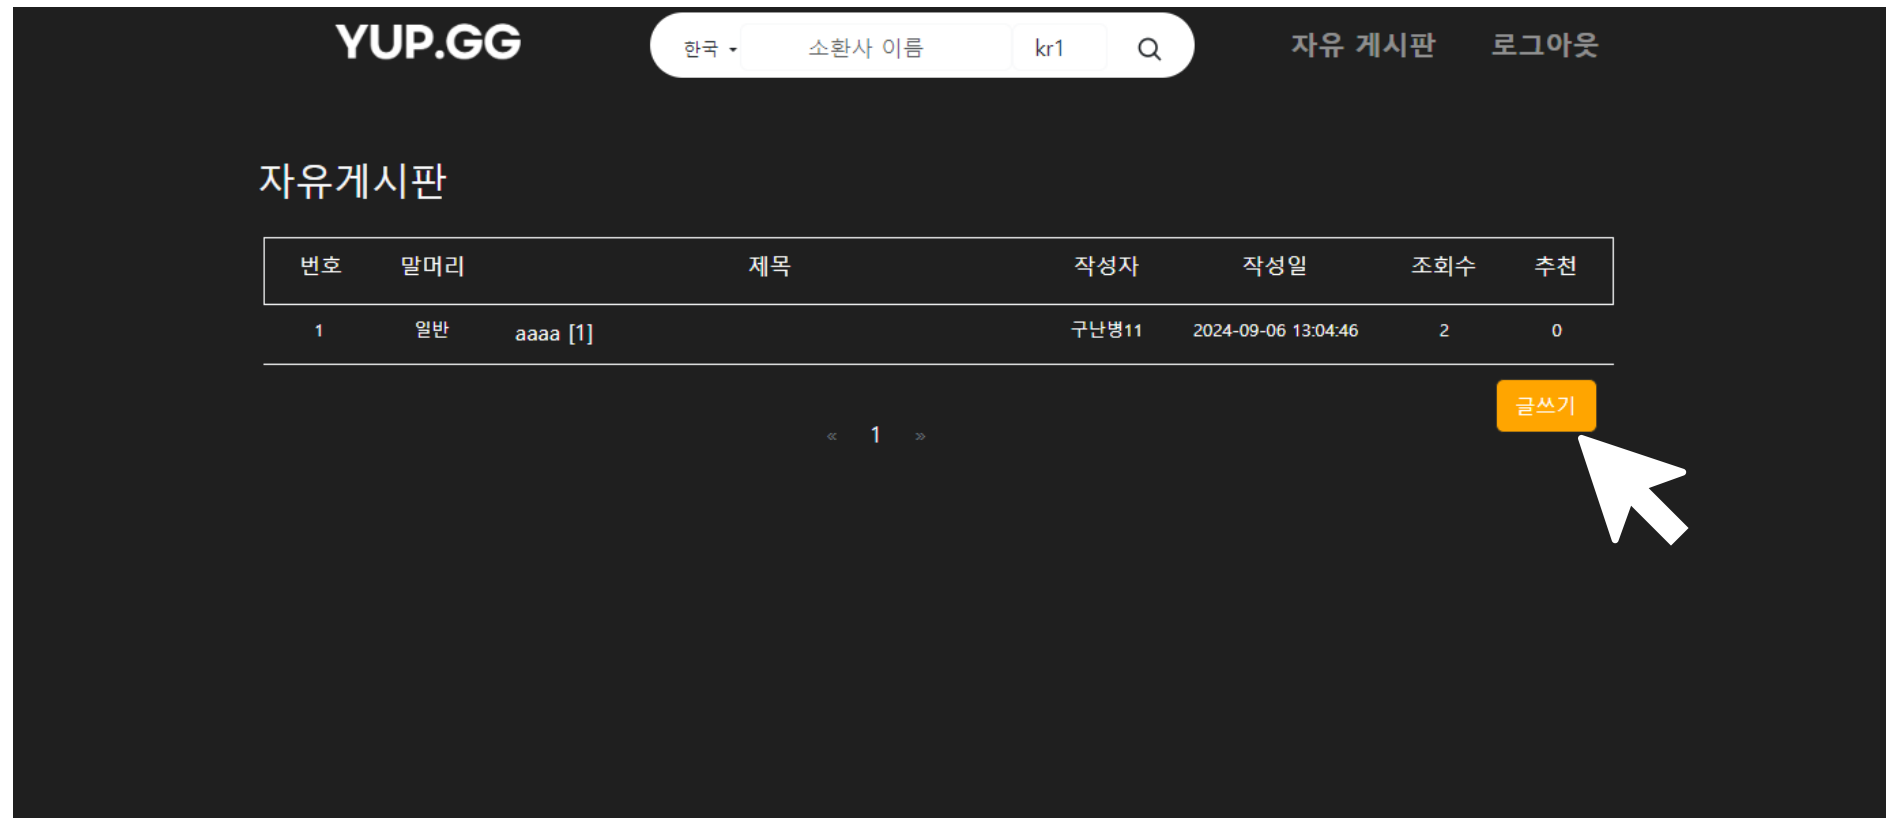 YUP.GG 한국 소환사 이름 kr1 자유 게시판 로그아웃
자유게시판
번호 말머리 제목 작성자 작성일 조회수 추천
1 일반 aaaa [1] 구난병11 2024-09-06 13:04:46 2 0
글쓰기
« 1 »